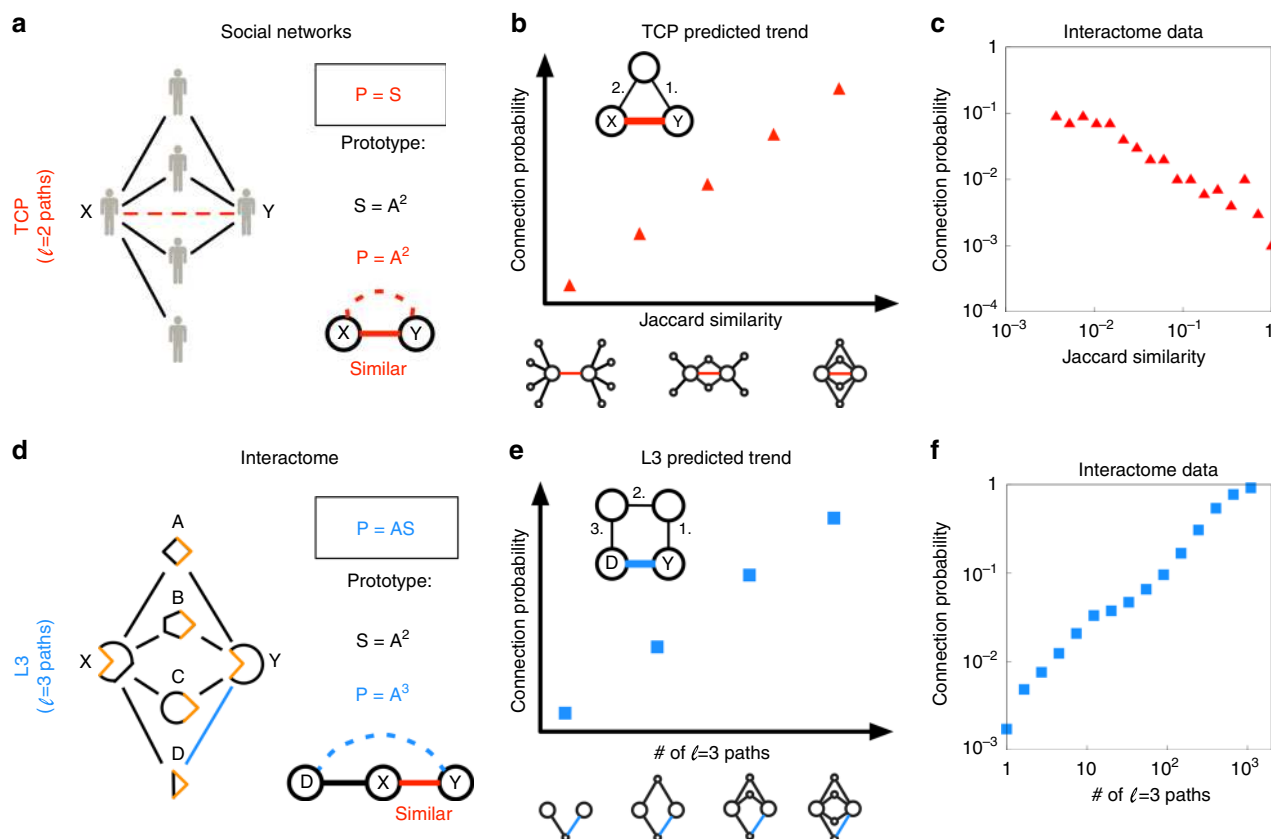 a
Social networks
P = S
Prototype:
S = A²
P = A²
X
Y
TCP
(ℓ=2 paths)
X
Y
Similar
b
TCP predicted trend
2.
1.
X
Y
Connection probability
Jaccard similarity
c
Interactome data
1
10⁻¹
10⁻²
10⁻³
10⁻⁴
Connection probability
10⁻³
10⁻²
10⁻¹
1
Jaccard similarity
d
Interactome
P = AS
Prototype:
S = A²
P = A³
A
B
X
Y
C
D
L3
(ℓ=3 paths)
D
X
Y
Similar
e
L3 predicted trend
2.
3.
1.
D
Y
Connection probability
# of ℓ=3 paths
f
Interactome data
1
10⁻¹
10⁻²
10⁻³
Connection probability
1
10
10²
10³
# of ℓ=3 paths